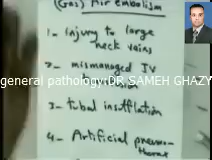 (Gas) Air embolism
1- injury to large
neck veins
2- mismanaged IV
general pathology:DR SAMEH GHAZY
3- tubal insufflation
4- Artificial pneumo-
thorax